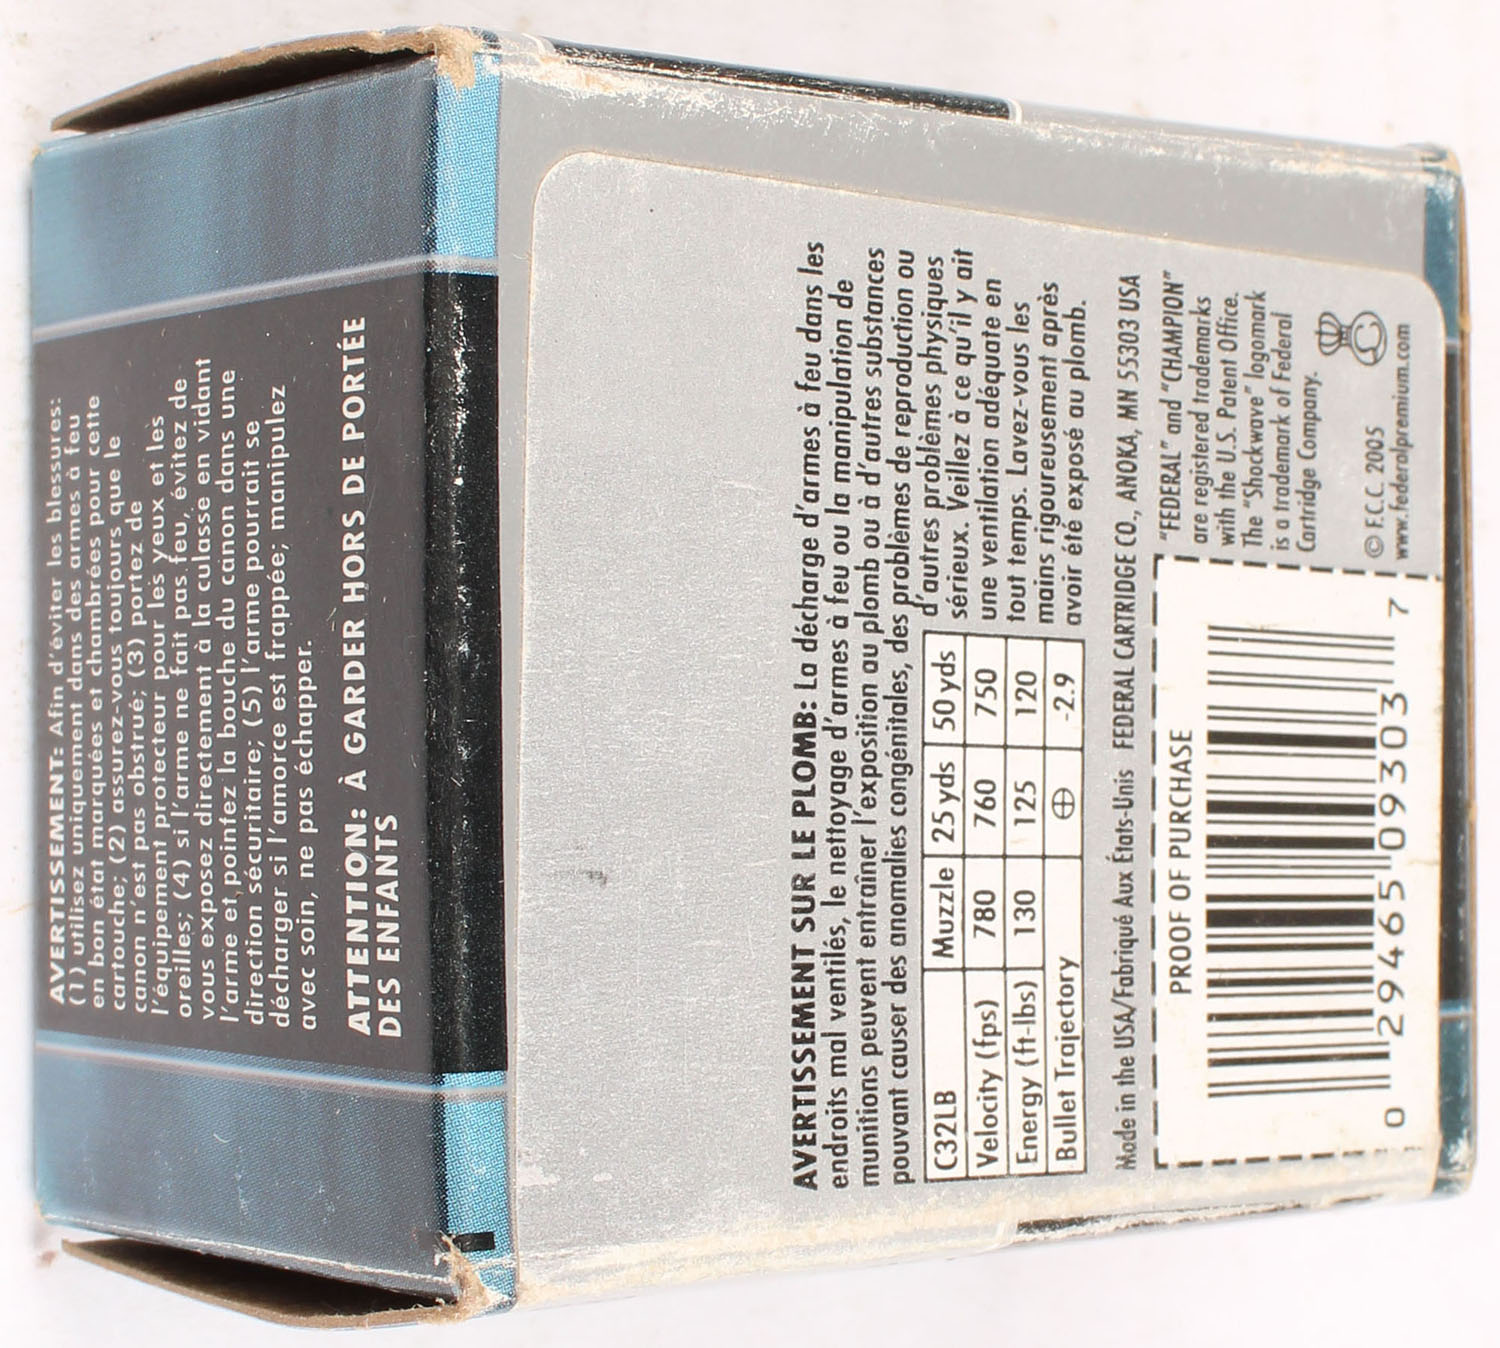 AVERTISSEMENT: Afin d'éviter les blessures:
(1) utilisez uniquement dans des armes à feu
en bon état marquées et chambrées pour cette
cartouche; (2) assurez-vous toujours que le
canon n'est pas obstrué; (3) portez de
l'équipement protecteur pour les yeux et les
oreilles; (4) si l'arme ne fait pas feu, évitez de
vous exposez directement à la culasse en vidant
l'arme et pointez la bouche du canon dans une
direction sécuritaire; (5) l'arme pourrait se
décharger si l'amorce est frappée; manipulez
avec soin, ne pas échapper.
ATTENTION: À GARDER HORS DE PORTÉE
DES ENFANTS
AVERTISSEMENT SUR LE PLOMB: La décharge d'armes à feu dans les
endroits mal ventilés, le nettoyage d'armes à feu ou la manipulation de
munitions peuvent entraîner l'exposition au plomb ou à d'autres substances
pouvant causer des anomalies congénitales, des problèmes de reproduction ou
d'autres problèmes physiques
sérieux. Veillez à ce qu'il y ait
une ventilation adéquate en
tout temps. Lavez-vous les
mains rigoureusement après
avoir été exposé au plomb.
C32LB Muzzle 25 yds 50 yds
Velocity (fps) 780 760 750
Energy (ft-lbs) 130 125 120
Bullet Trajectory ⊕ -2.9
Made in the USA/Fabriqué Aux États-Unis FEDERAL CARTRIDGE CO., ANOKA, MN 55303 USA
PROOF OF PURCHASE
0 29465 09303 7
"FEDERAL" and "CHAMPION"
are registered trademarks
with the U.S. Patent Office.
The "Shockwave" logomark
is a trademark of Federal
Cartridge Company.
© F.C.C. 2005
www.federalpremium.com